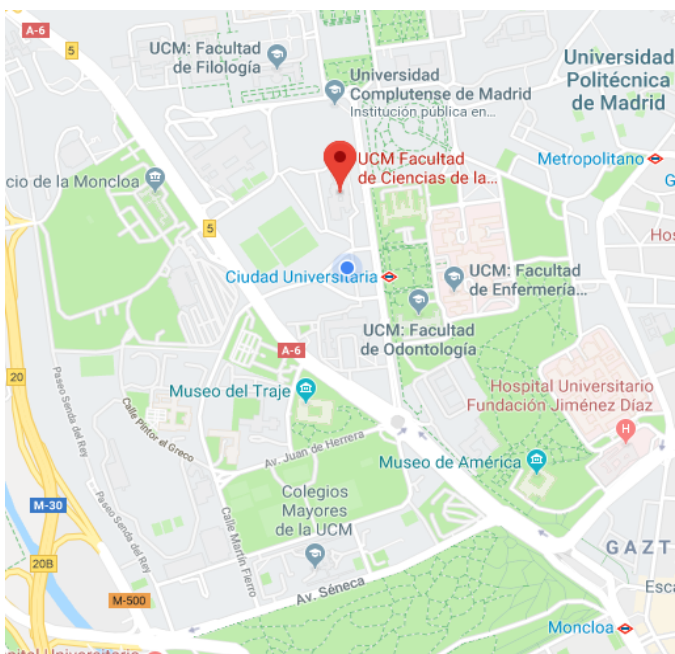 A-6
5
UCM: Facultad
de Filología
Universidad
Complutense de Madrid
Institución pública en...
Universidad
Politécnica
de Madrid
UCM Facultad
de Ciencias de la...
Metropolitano
G
cio de la Moncloa
5
Hos
Ciudad Universitaria
UCM: Facultad
de Enfermería...
UCM: Facultad
de Odontología
A-6
20
Paseo Senda del Rey
Museo del Traje
Calle Pintor el Greco
Hospital Universitario
Fundación Jiménez Díaz
H
Av. Juan de Herrera
Museo de América
Colegios
Mayores
de la UCM
M-30
Paseo Senda del Rey
Calle Martín Fierro
20B
GAZT
M-500
Av. Séneca
Esca
Moncloa
pital Universitario